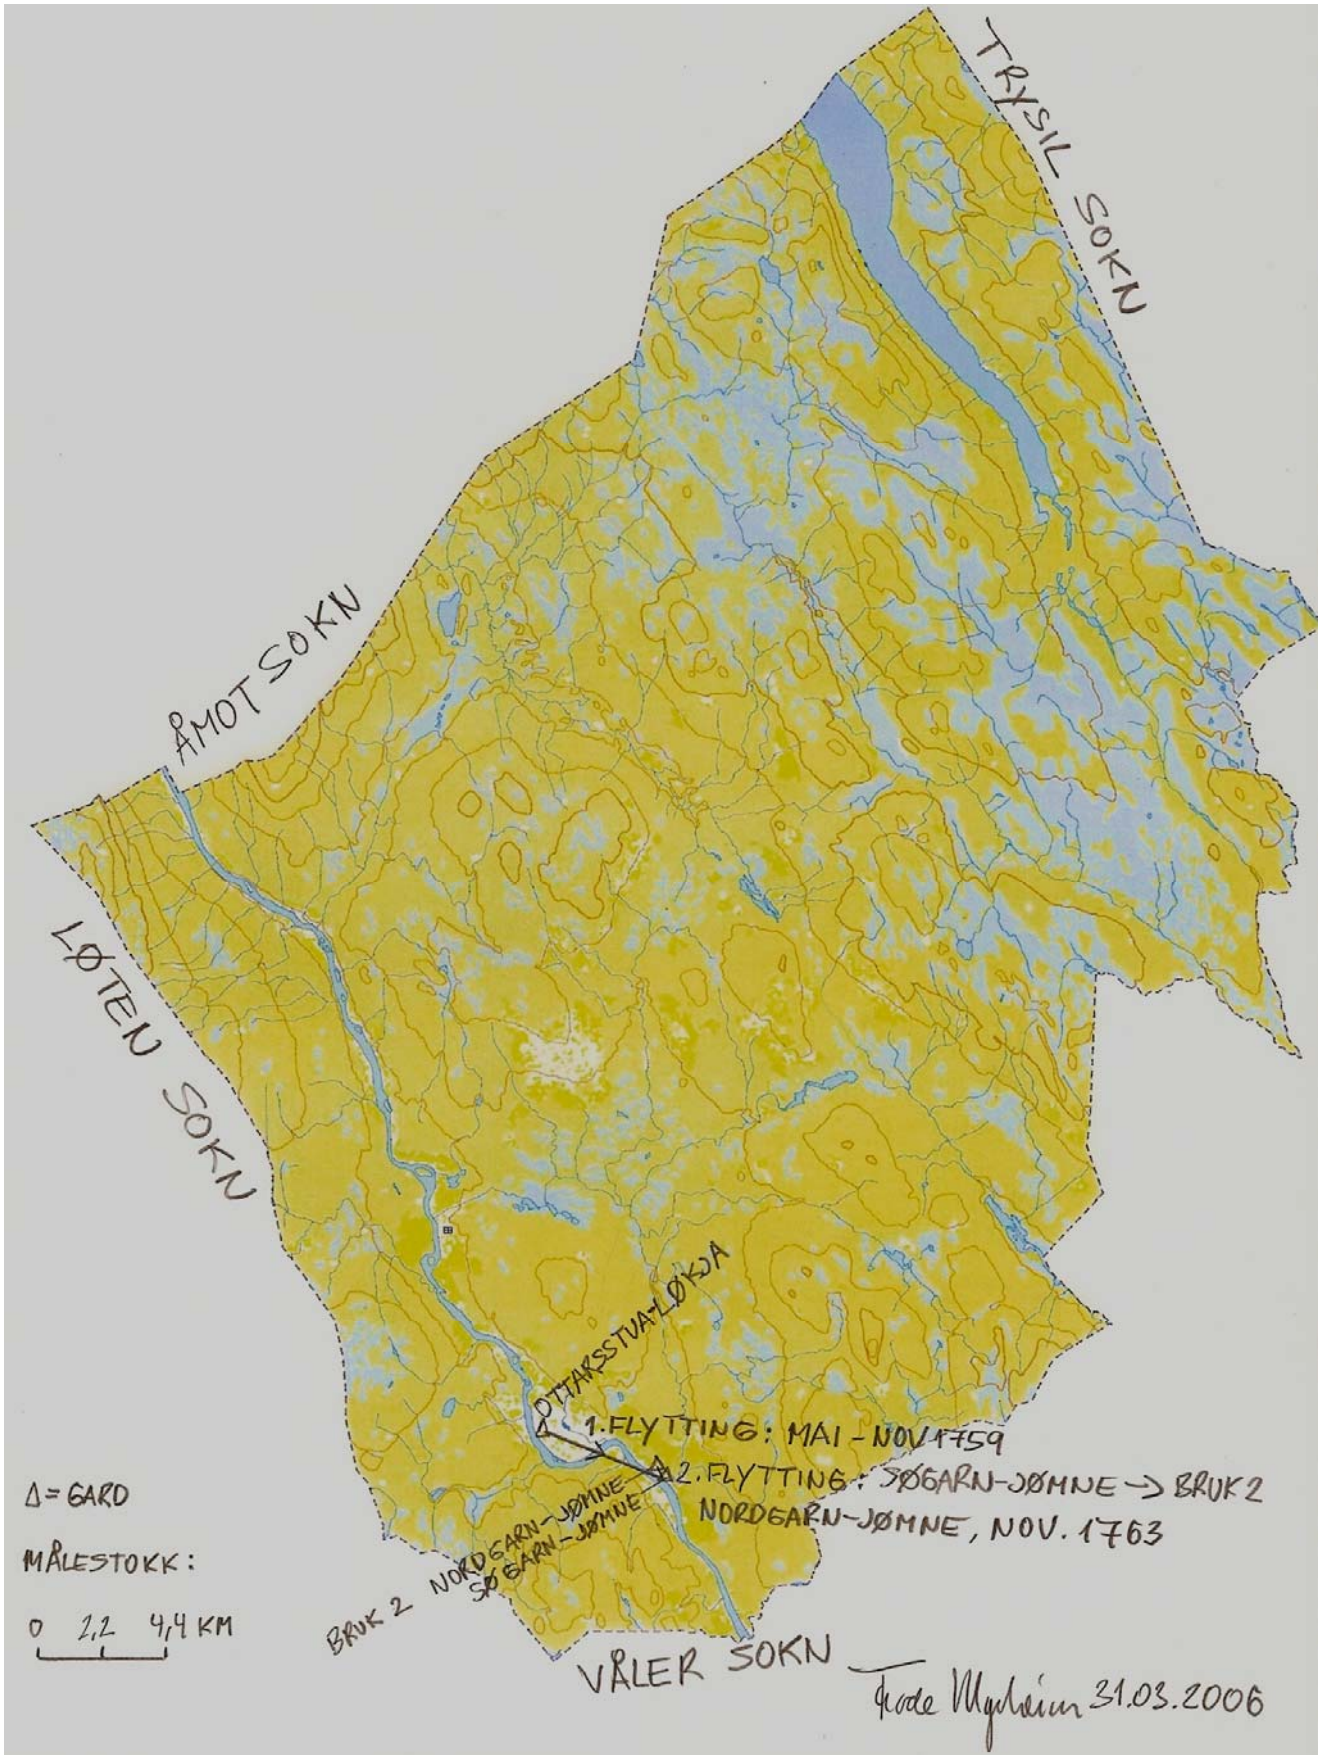 TRYSIL SOKN
ÅMOT SOKN
LØTEN SOKN
OTTARSSTUA-LØKJA
1. FLYTTING: MAI - NOV 1759
2. FLYTTING: SØGARN-JØMNE -> BRUK 2
NORDGARN-JØMNE, NOV. 1763
BRUK 2 NORDGARN-JØMNE
SØGARN-JØMNE
Δ = GARD
MÅLESTOKK:
0 2,2 4,4 KM
VÅLER SOKN
Frode 31.03.2006